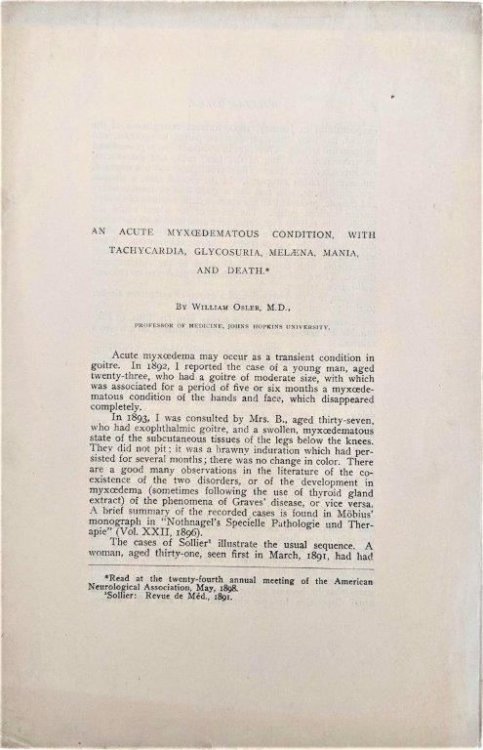 AN ACUTE MYXŒDEMATOUS CONDITION, WITH
TACHYCARDIA, GLYCOSURIA, MELÆNA, MANIA,
AND DEATH.*
By William Osler, M.D.,
PROFESSOR OF MEDICINE, JOHNS HOPKINS UNIVERSITY.
Acute myxœdema may occur as a transient condition in
goitre. In 1892, I reported the case of a young man, aged
twenty-three, who had a goitre of moderate size, with which
was associated for a period of five or six months a myxœde-
matous condition of the hands and face, which disappeared
completely.
In 1893, I was consulted by Mrs. B., aged thirty-seven,
who had exophthalmic goitre, and a swollen, myxœdematous
state of the subcutaneous tissues of the legs below the knees.
They did not pit; it was a brawny induration which had per-
sisted for several months; there was no change in color. There
are a good many observations in the literature of the co-
existence of the two disorders, or of the development in
myxœdema (sometimes following the use of thyroid gland
extract) of the phenomena of Graves' disease, or vice versa.
A brief summary of the recorded cases is found in Möbius'
monograph in "Nothnagel's Specielle Pathologie und Ther-
apie" (Vol. XXII, 1896).
The cases of Sollier¹ illustrate the usual sequence. A
woman, aged thirty-one, seen first in March, 1891, had had
*Read at the twenty-fourth annual meeting of the American
Neurological Association, May, 1898.
¹Sollier: Revue de Méd., 1891.